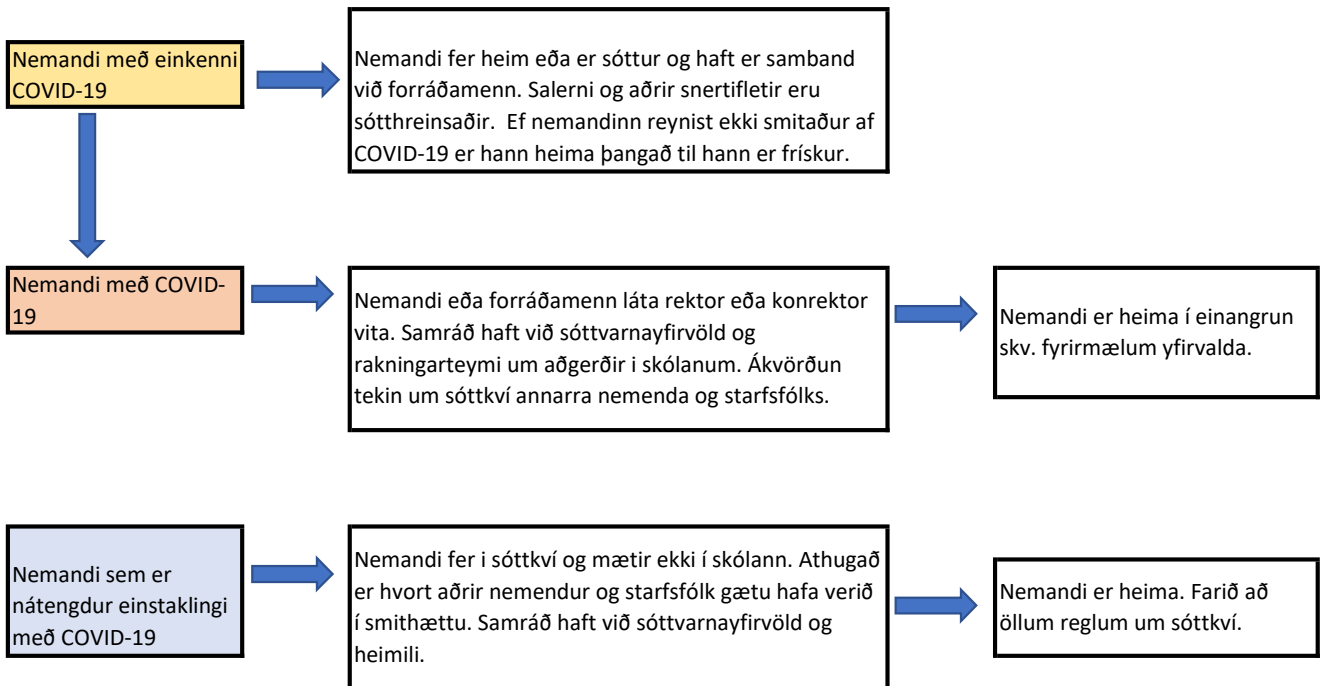 Nemandi með einkenni
COVID-19
Nemandi fer heim eða er sóttur og haft er samband
við forráðamenn. Salerni og aðrir snertifletir eru
sótthreinsaðir.  Ef nemandinn reynist ekki smitaður af
COVID-19 er hann heima þangað til hann er frískur.
Nemandi með COVID-
19
Nemandi eða forráðamenn láta rektor eða konrektor
vita. Samráð haft við sóttvarnayfirvöld og
rakningarteymi um aðgerðir i skólanum. Ákvörðun
tekin um sóttkví annarra nemenda og starfsfólks.
Nemandi er heima í einangrun
skv. fyrirmælum yfirvalda.
Nemandi sem er
nátengdur einstaklingi
með COVID-19
Nemandi fer i sóttkví og mætir ekki í skólann. Athugað
er hvort aðrir nemendur og starfsfólk gætu hafa verið
í smithættu. Samráð haft við sóttvarnayfirvöld og
heimili.
Nemandi er heima. Farið að
öllum reglum um sóttkví.